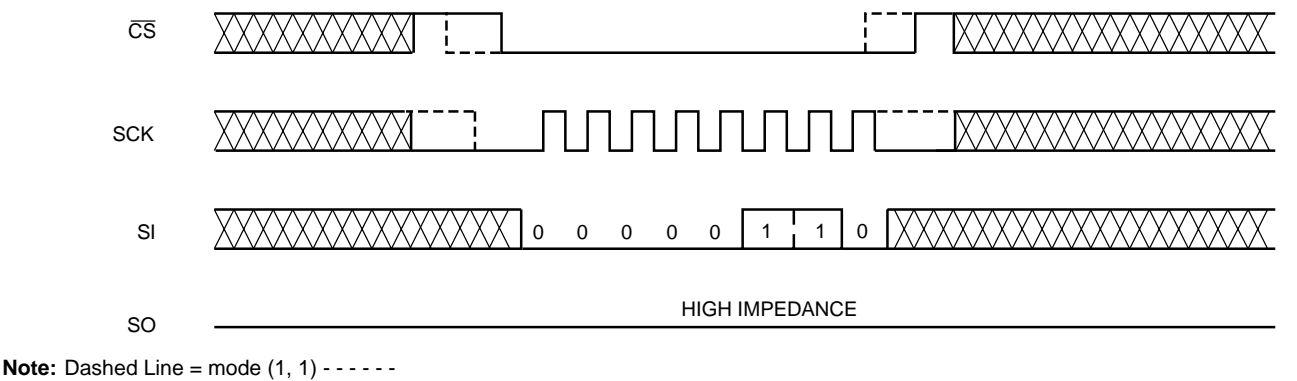 C̅S̅
SCK
SI
0 0 0 0 0 1 1 0
HIGH IMPEDANCE
SO
Note: Dashed Line = mode (1, 1) - - - - - -